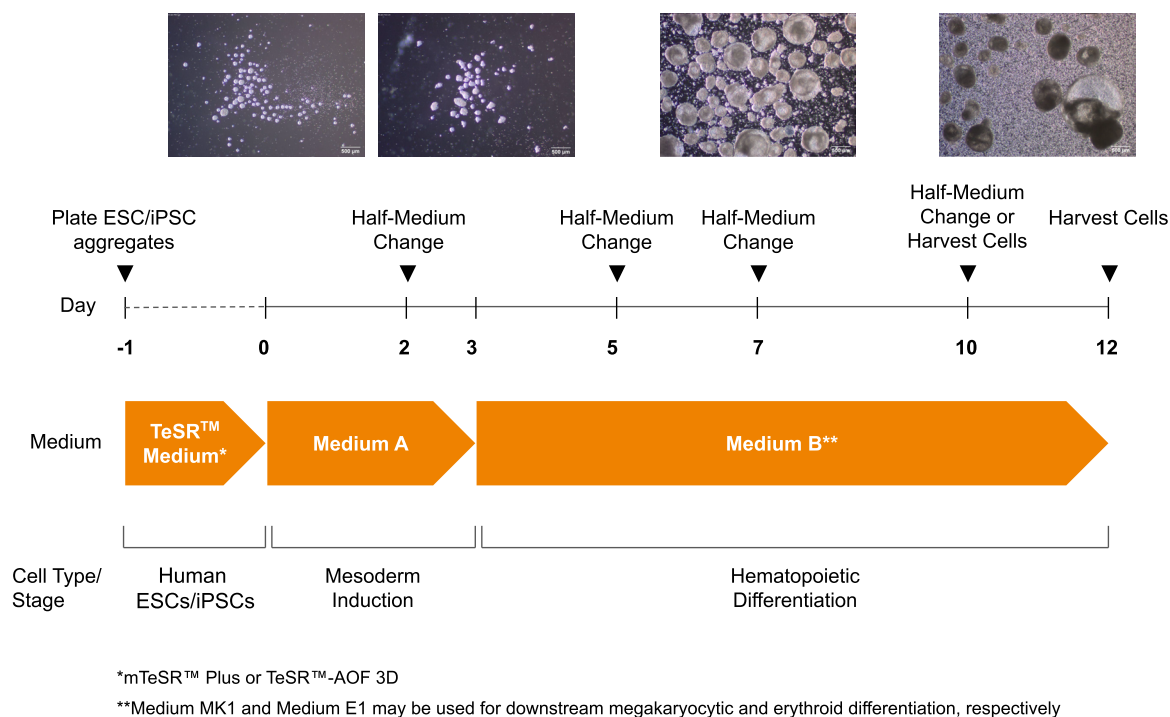 500 µm
500 µm
500 µm
500 µm
Plate ESC/iPSC
aggregates
Half-Medium
Change
Half-Medium
Change
Half-Medium
Change
Half-Medium
Change or
Harvest Cells
Harvest Cells
Day
-1
0
2
3
5
7
10
12
Medium
TeSR™
Medium*
Medium A
Medium B**
Cell Type/
Stage
Human
ESCs/iPSCs
Mesoderm
Induction
Hematopoietic
Differentiation
*mTeSR™ Plus or TeSR™-AOF 3D
**Medium MK1 and Medium E1 may be used for downstream megakaryocytic and erythroid differentiation, respectively